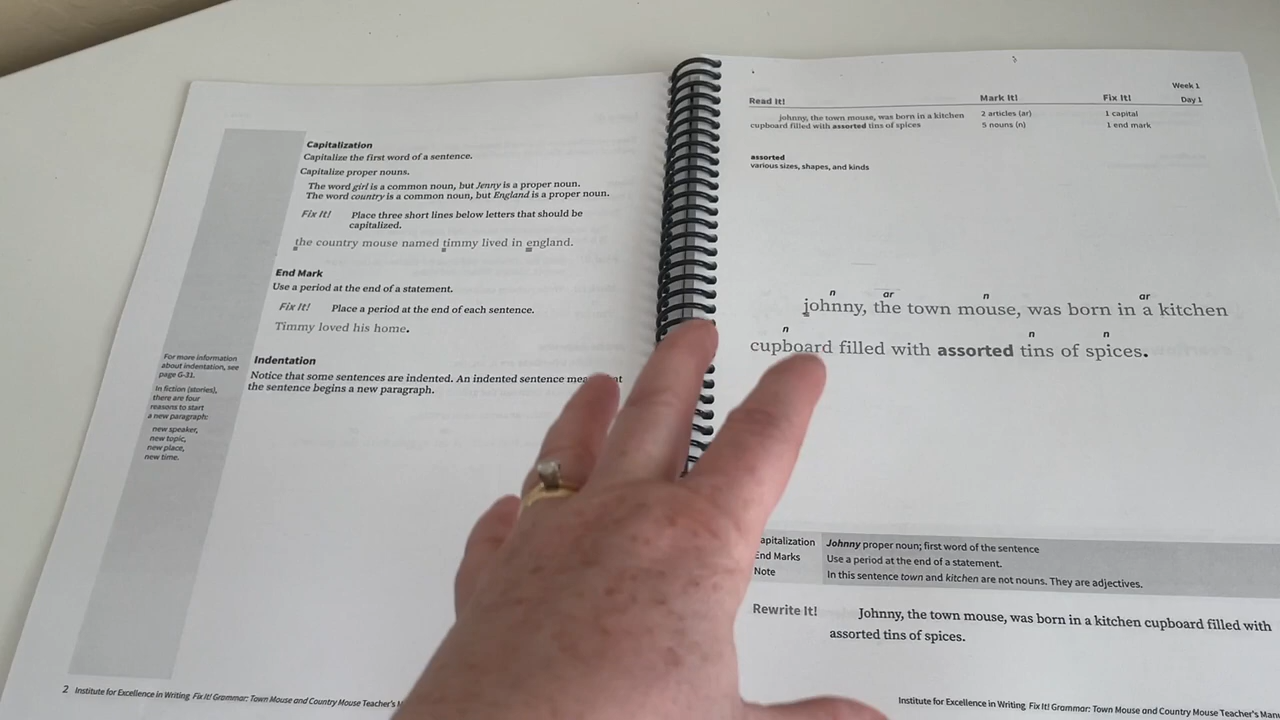 Capitalization
Capitalize the first word of a sentence.
Capitalize proper nouns.
The word girl is a common noun, but Jenny is a proper noun.
The word country is a common noun, but England is a proper noun.
Fix It! Place three short lines below letters that should be
capitalized.
the country mouse named timmy lived in england.
End Mark
Use a period at the end of a statement.
Fix It! Place a period at the end of each sentence.
Timmy loved his home.
For more information
about indentation, see
page G-31.
In fiction (stories),
there are four
reasons to start
a new paragraph:
new speaker,
new topic,
new place,
new time.
Indentation
Notice that some sentences are indented. An indented sentence
the sentence begins a new paragraph.
2 Institute for Excellence in Writing Fix It! Grammar: Town Mouse and Country Mouse Teacher's
Week 1
Read It! Mark It! Fix It! Day 1
johnny, the town mouse, was born in a kitchen 2 articles (ar) 1 capital
cupboard filled with assorted tins of spices 5 nouns (n) 1 end mark
assorted
various sizes, shapes, and kinds
n ar n ar
johnny, the town mouse, was born in a kitchen
n n n
cupboard filled with assorted tins of spices.
apitalization Johnny proper noun; first word of the sentence
End Marks Use a period at the end of a statement.
Note In this sentence town and kitchen are not nouns. They are adjectives.
Rewrite It! Johnny, the town mouse, was born in a kitchen cupboard filled with
assorted tins of spices.
Institute for Excellence in Writing Fix It! Grammar: Town Mouse and Country Mouse Teacher's Manu